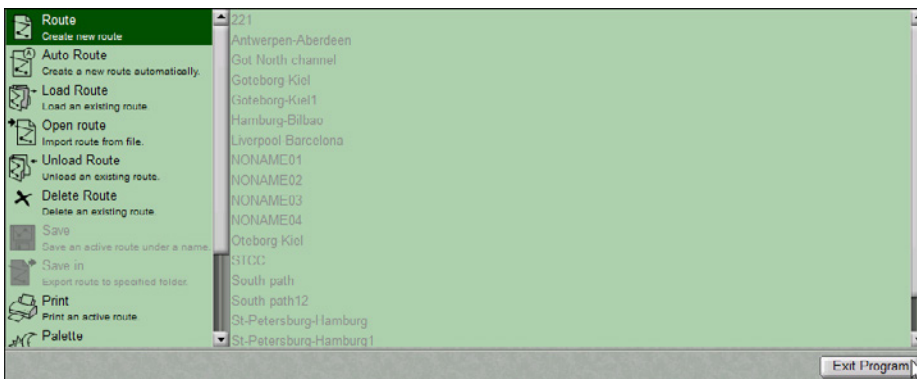 Route
Create new route
Auto Route
Create a new route automatically.
Load Route
Load an existing route.
Open route
Import route from file.
Unload Route
Unload an existing route.
Delete Route
Delete an existing route.
Save
Save an active route under a name.
Save in
Export route to specified folder.
Print
Print an active route.
Palette
221
Antwerpen-Aberdeen
Got North channel
Goteborg Kiel
Goteborg-Kiel1
Hamburg-Bilbao
Liverpool Barcelona
NONAME01
NONAME02
NONAME03
NONAME04
Oteborg Kiel
STCC
South path
South path12
St-Petersburg-Hamburg
St-Petersburg-Hamburg1
Exit Program